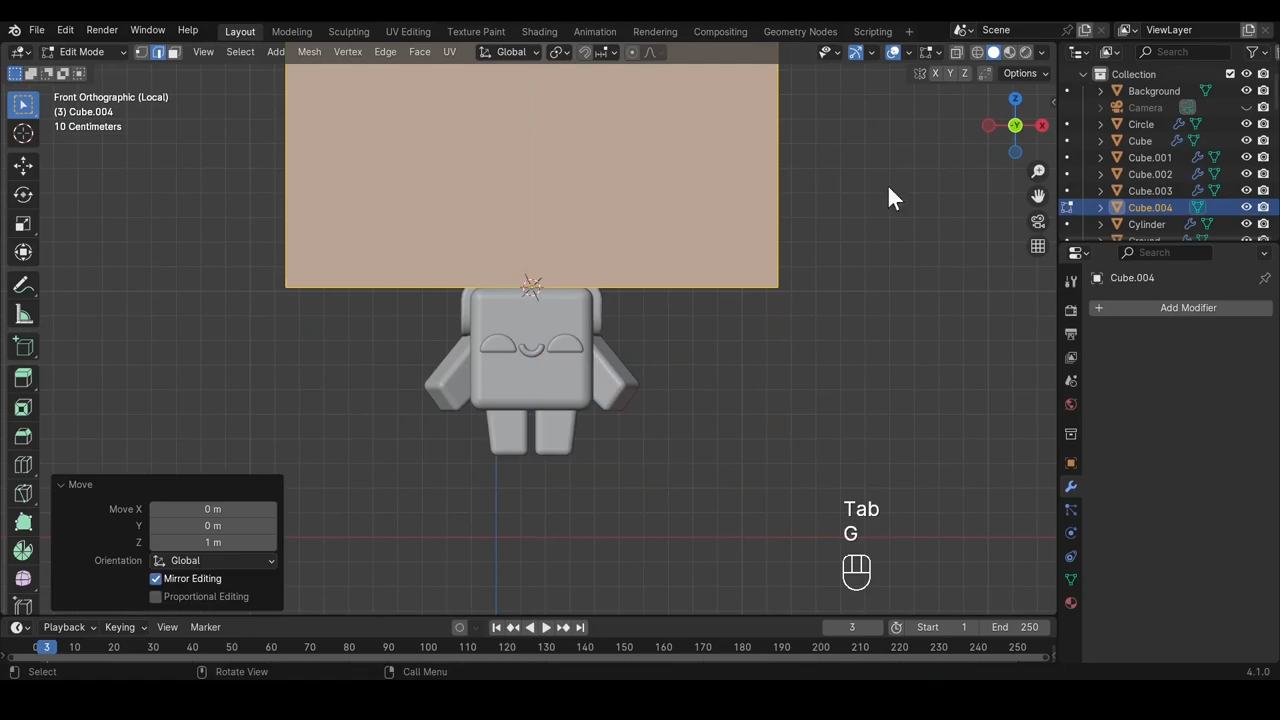 File Edit Render Window Help Layout Modeling Sculpting UV Editing Texture Paint Shading Animation Rendering Compositing Geometry Nodes Scripting + Scene ViewLayer
Edit Mode View Select Add Mesh Vertex Edge Face UV Global Search
X Y Z Options
Front Orthographic (Local)
(3) Cube.004
10 Centimeters
Z
-Y X
Collection
Background
Camera
Circle
Cube
Cube.001
Cube.002
Cube.003
Cube.004
Cylinder
Ground
Search
Cube.004
+ Add Modifier
Move
Move X 0 m
Y 0 m
Z 1 m
Orientation Global
Mirror Editing
Proportional Editing
Tab
G
Playback Keying View Marker 3 Start 1 End 250
3 10 20 30 40 50 60 70 80 90 100 110 120 130 140 150 160 170 180 190 200 210 220 230 240 250
Select Rotate View Call Menu 4.1.0